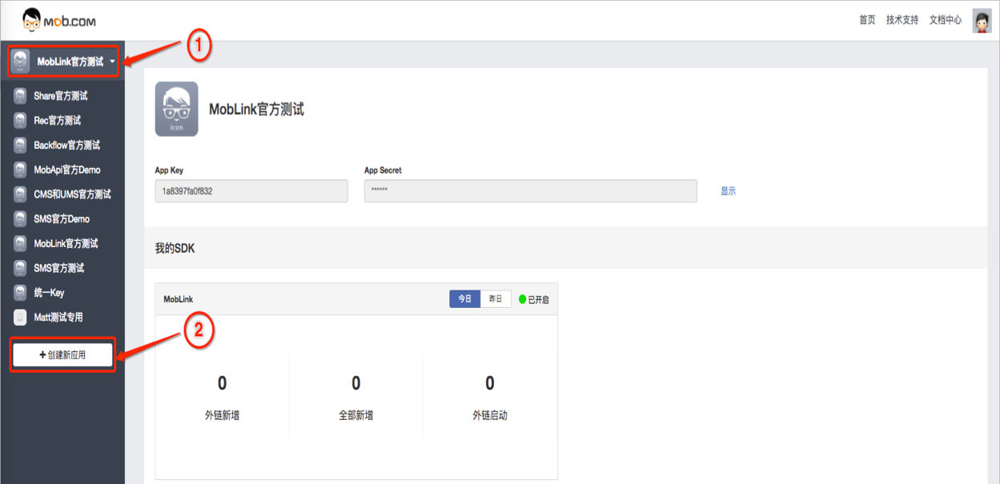 mob.com
首页 技术支持 文档中心
MobLink官方测试
Share官方测试
Rec官方测试
Backflow官方测试
MobApi官方Demo
CMS和UMS官方测试
SMS官方Demo
MobLink官方测试
SMS官方测试
统一Key
Matt测试专用
+ 创建新应用
1
2
icon
MobLink官方测试
App Key
App Secret
1a8397fa0f832
******
显示
我的SDK
MobLink
今日
昨日
已开启
0
0
0
外链新增
全部新增
外链启动